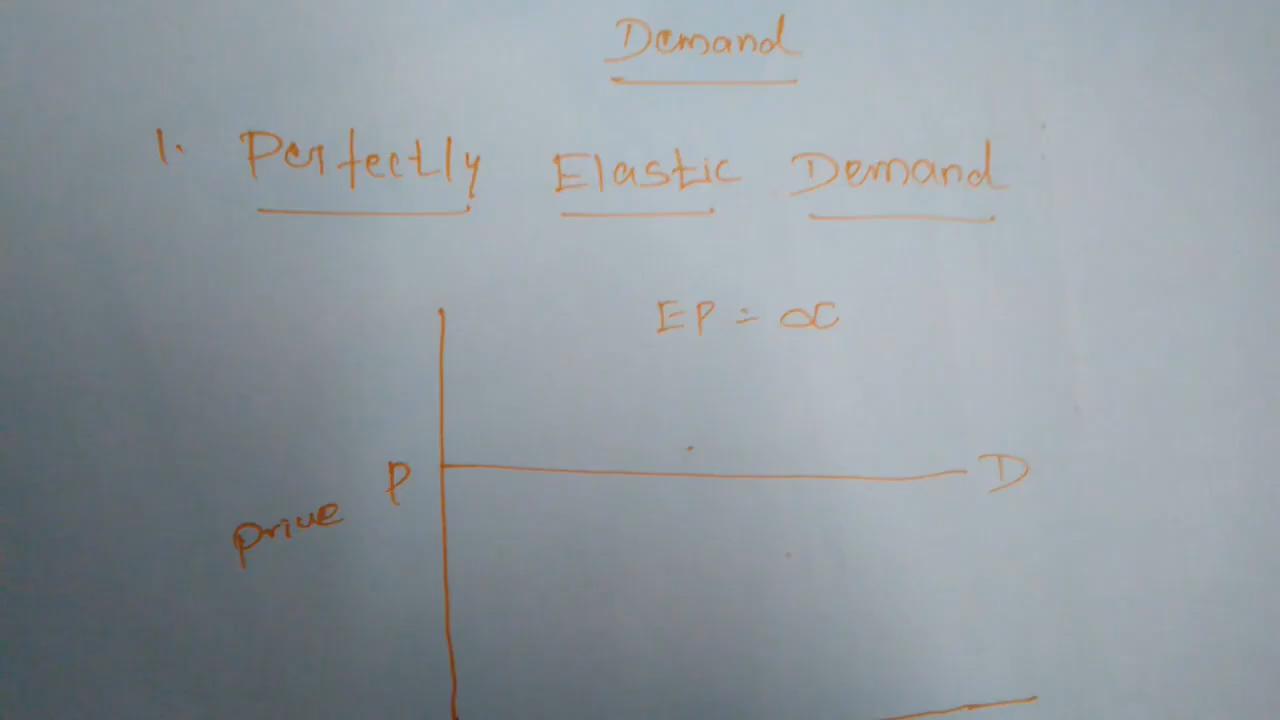 Demand
1. Perfectly Elastic Demand
EP = ∝
P
D
price